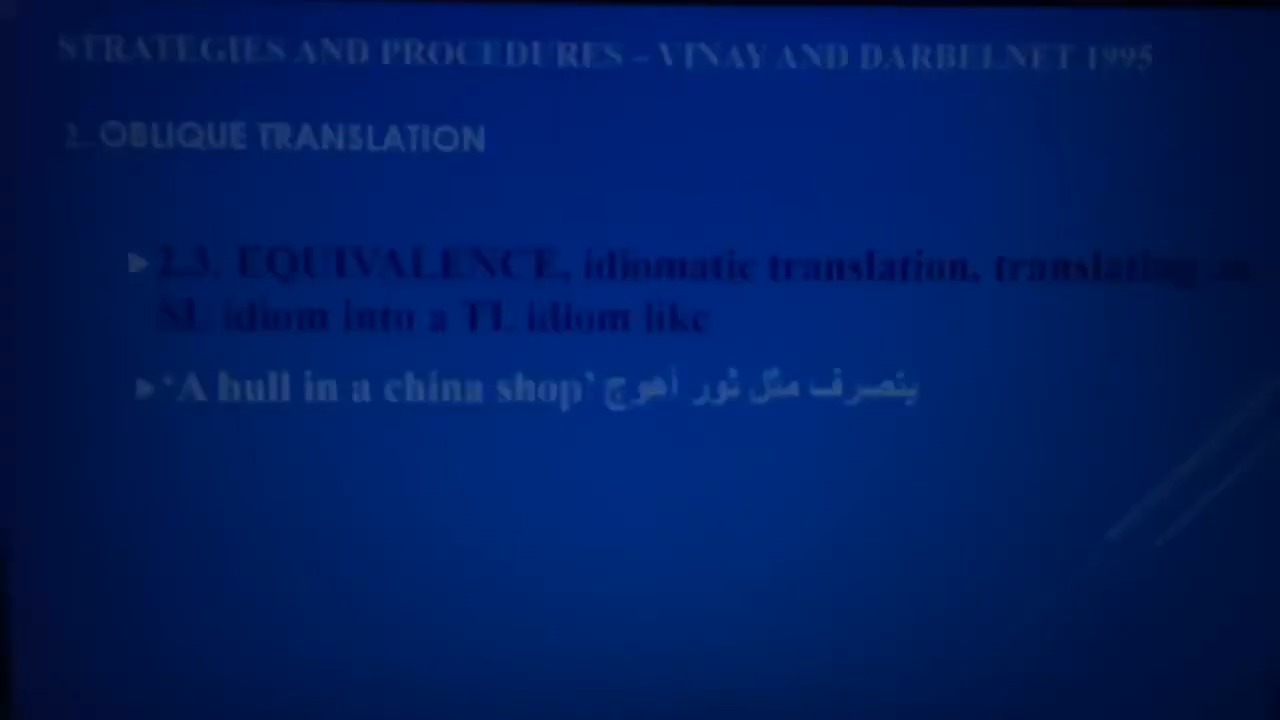 STRATEGIES AND PROCEDURES – VINAY AND DARBELNET 1995
2. OBLIQUE TRANSLATION
2.3. EQUIVALENCE, idiomatic translation, translating an
SL idiom into a TL idiom like
‘A bull in a china shop’ يتصرف مثل ثور أهوج